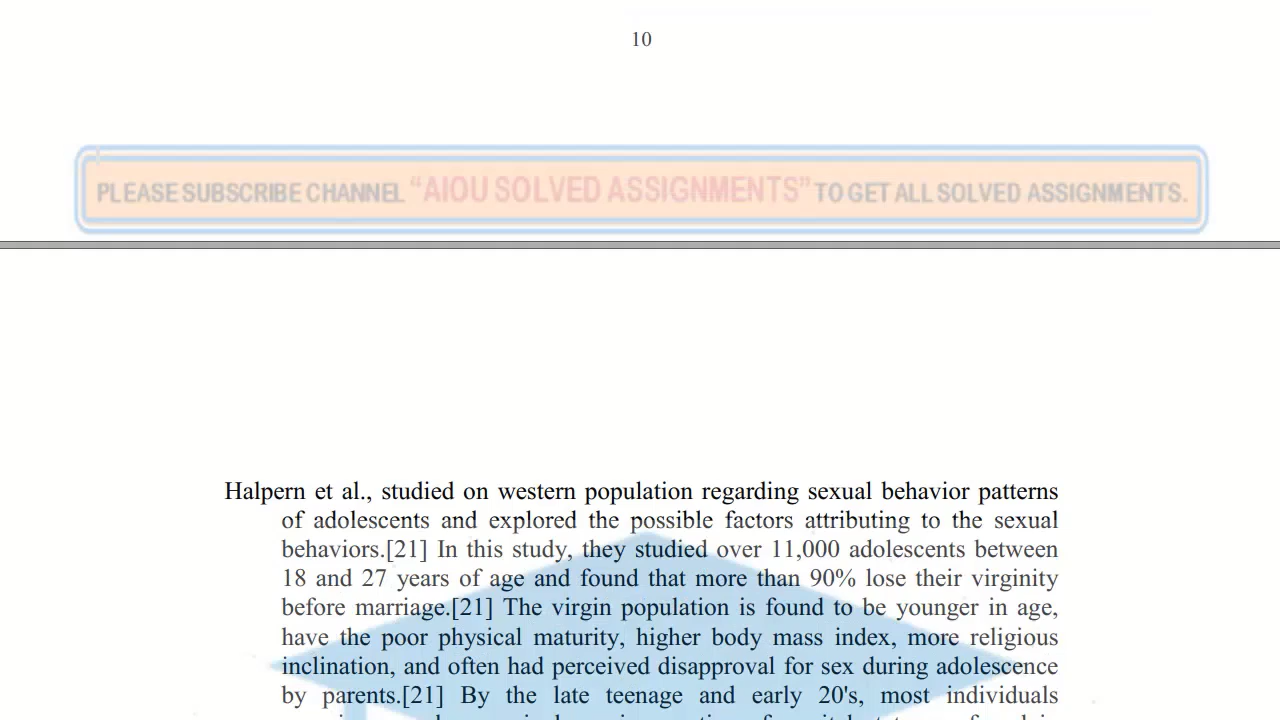 10
PLEASE SUBSCRIBE CHANNEL “AIOU SOLVED ASSIGNMENTS” TO GET ALL SOLVED ASSIGNMENTS.
Halpern et al., studied on western population regarding sexual behavior patterns
of adolescents and explored the possible factors attributing to the sexual
behaviors.[21] In this study, they studied over 11,000 adolescents between
18 and 27 years of age and found that more than 90% lose their virginity
before marriage.[21] The virgin population is found to be younger in age,
have the poor physical maturity, higher body mass index, more religious
inclination, and often had perceived disapproval for sex during adolescence
by parents.[21] By the late teenage and early 20's, most individuals